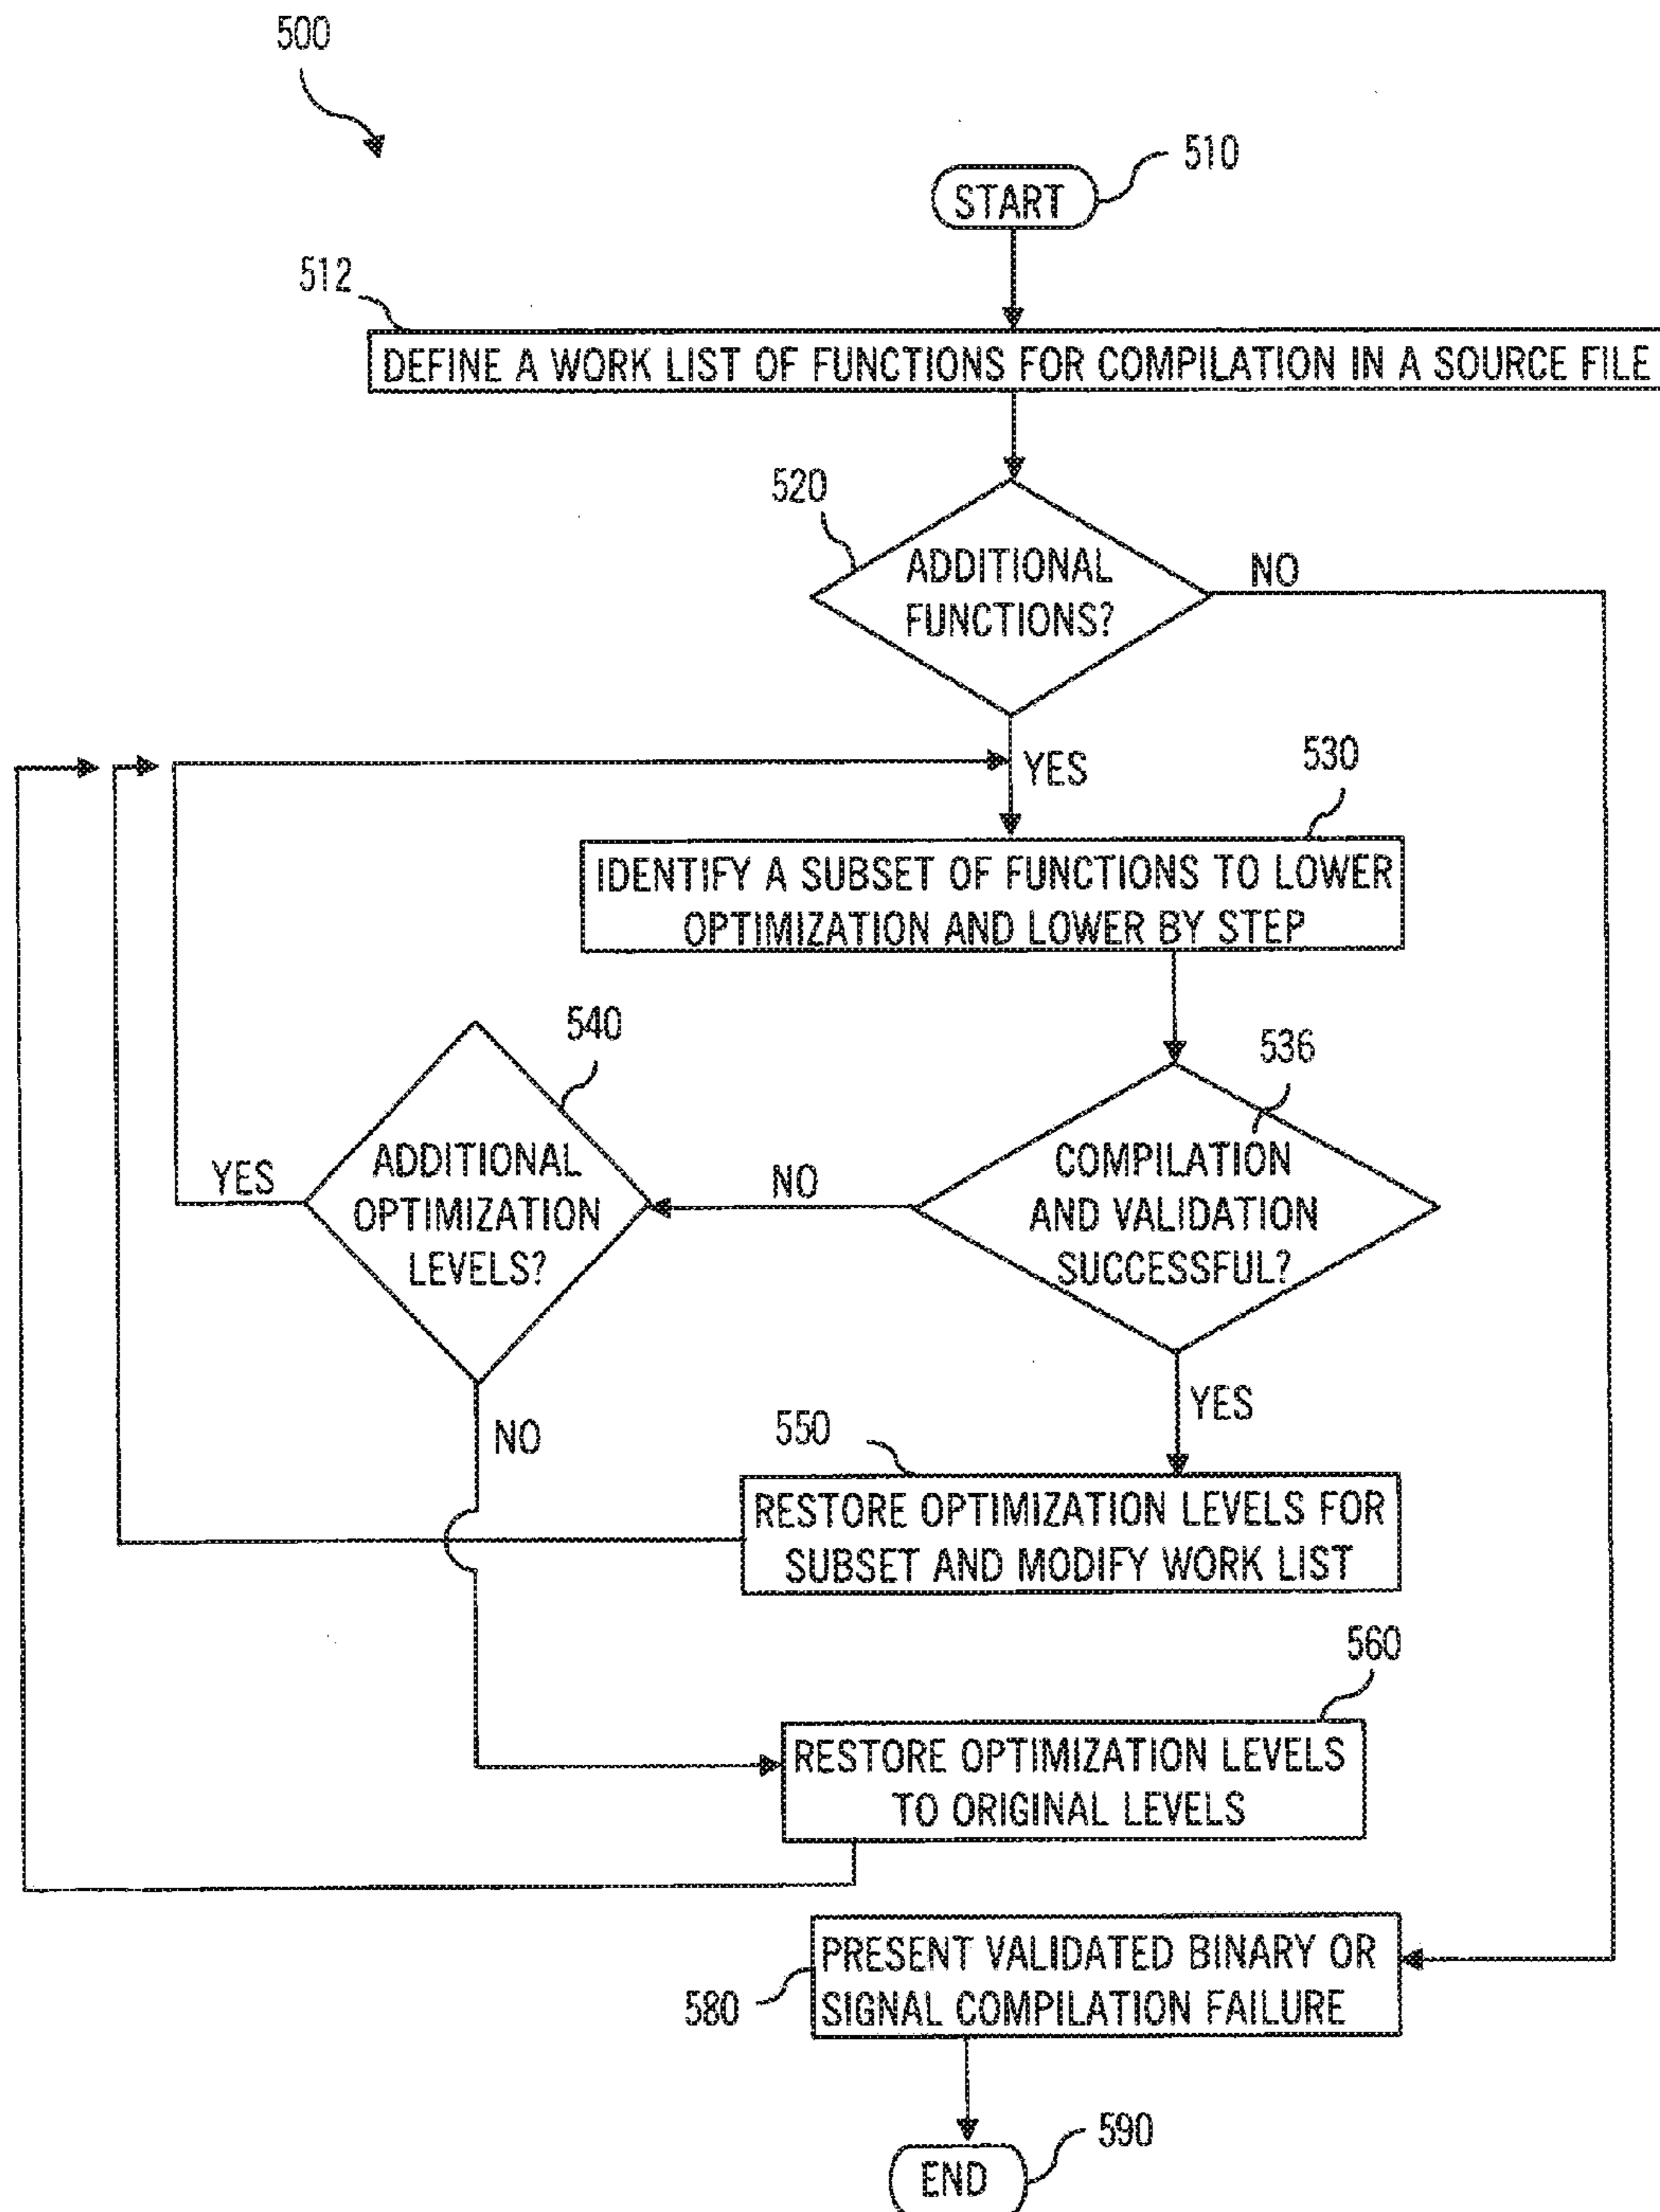 500
510
START
512
DEFINE A WORK LIST OF FUNCTIONS FOR COMPILATION IN A SOURCE FILE
520
ADDITIONAL
FUNCTIONS?
NO
YES
530
IDENTIFY A SUBSET OF FUNCTIONS TO LOWER
OPTIMIZATION AND LOWER BY STEP
540
536
ADDITIONAL
OPTIMIZATION
LEVELS?
YES
NO
COMPILATION
AND VALIDATION
SUCCESSFUL?
NO
YES
550
RESTORE OPTIMIZATION LEVELS FOR
SUBSET AND MODIFY WORK LIST
560
RESTORE OPTIMIZATION LEVELS
TO ORIGINAL LEVELS
580
PRESENT VALIDATED BINARY OR
SIGNAL COMPILATION FAILURE
590
END